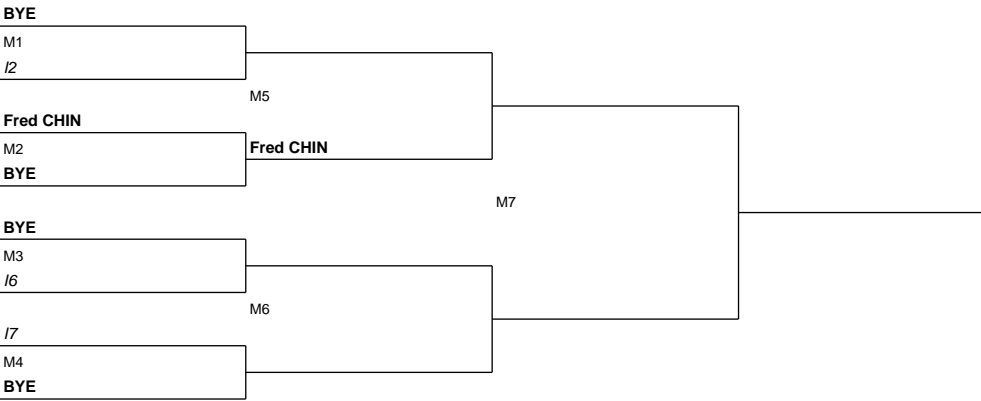 BYE
M1
I2
M5
Fred CHIN
M2
Fred CHIN
BYE
M7
BYE
M3
I6
M6
I7
M4
BYE